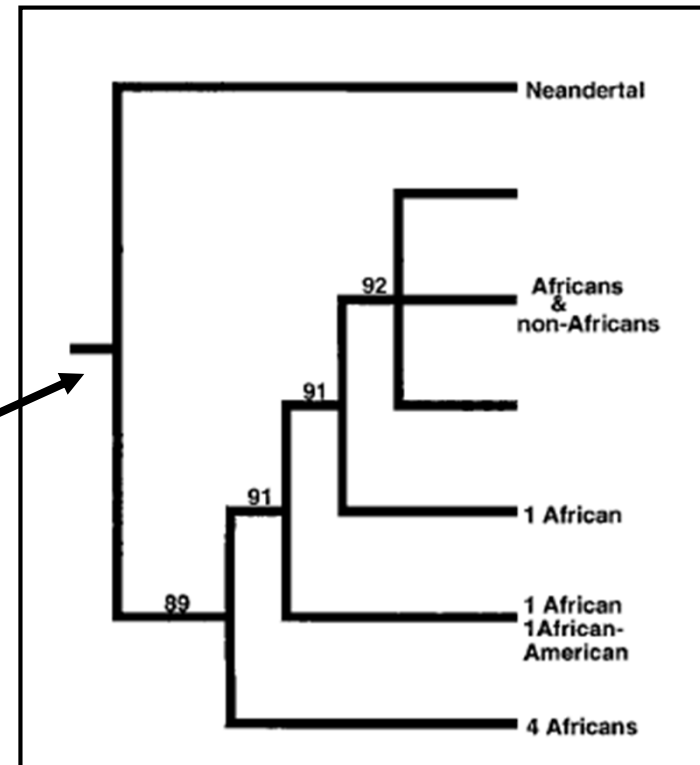 Neandertal
92
Africans
&
non-Africans
91
91
1 African
89
1 African
1African-
American
4 Africans